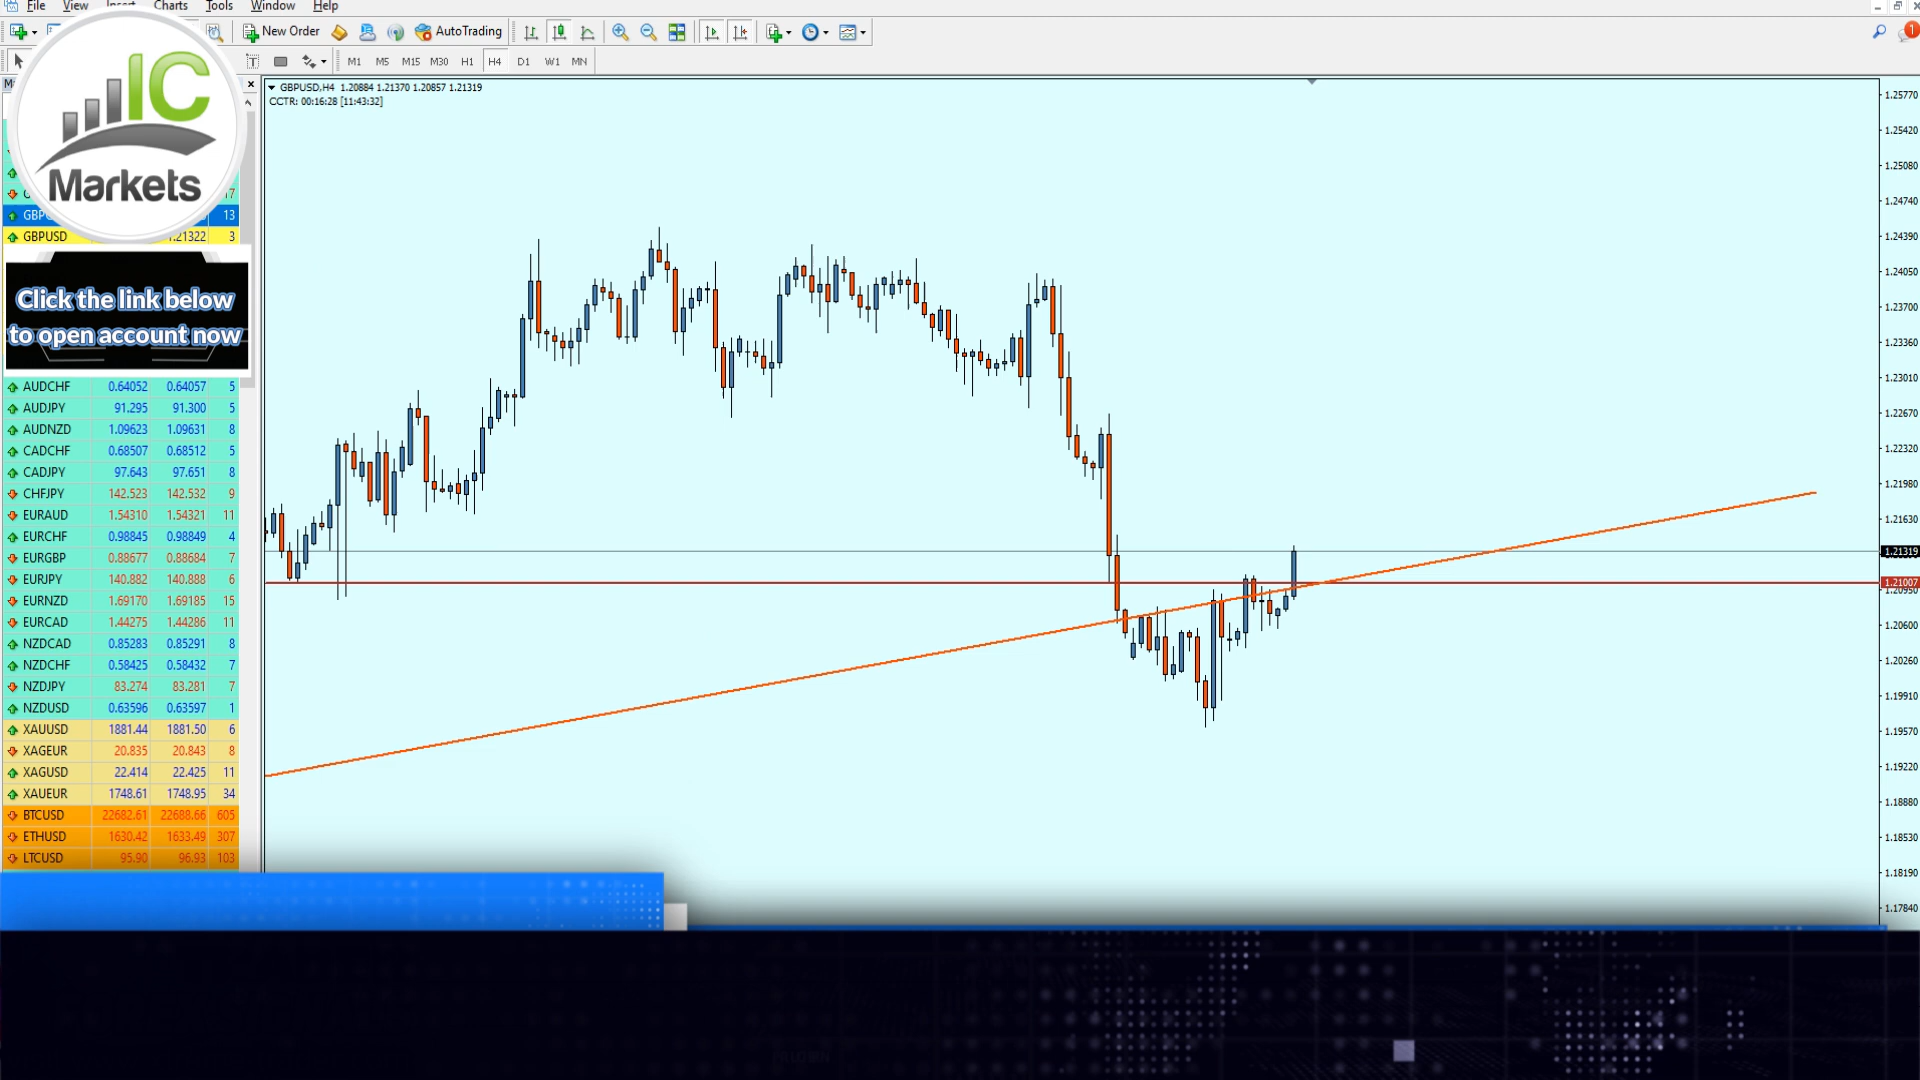 File View Insert Charts Tools Window Help
New Order AutoTrading 1
M1 M5 M15 M30 H1 H4 D1 W1 MN
IC
Markets
GBPUSD,H4 1.20884 1.21370 1.20857 1.21319
CCTR: 00:16:28 [11:43:32]
17
13
GBPUSD 1.21322 3
Click the link below
to open account now
AUDCHF 0.64052 0.64057 5
AUDJPY 91.295 91.300 5
AUDNZD 1.09623 1.09631 8
CADCHF 0.68507 0.68512 5
CADJPY 97.643 97.651 8
CHFJPY 142.523 142.532 9
EURAUD 1.54310 1.54321 11
EURCHF 0.98845 0.98849 4
EURGBP 0.88677 0.88684 7
EURJPY 140.882 140.888 6
EURNZD 1.69170 1.69185 15
EURCAD 1.44275 1.44286 11
NZDCAD 0.85283 0.85291 8
NZDCHF 0.58425 0.58432 7
NZDJPY 83.274 83.281 7
NZDUSD 0.63596 0.63597 1
XAUUSD 1881.44 1881.50 6
XAGEUR 20.835 20.843 8
XAGUSD 22.414 22.425 11
XAUEUR 1748.61 1748.95 34
BTCUSD 22682.61 22688.66 605
ETHUSD 1630.42 1633.49 307
LTCUSD 95.90 96.93 103
1.25770
1.25420
1.25080
1.24740
1.24390
1.24050
1.23700
1.23360
1.23010
1.22670
1.22320
1.21980
1.21630
1.21319
1.21007
1.20950
1.20600
1.20260
1.19910
1.19570
1.19220
1.18880
1.18530
1.18190
1.17840